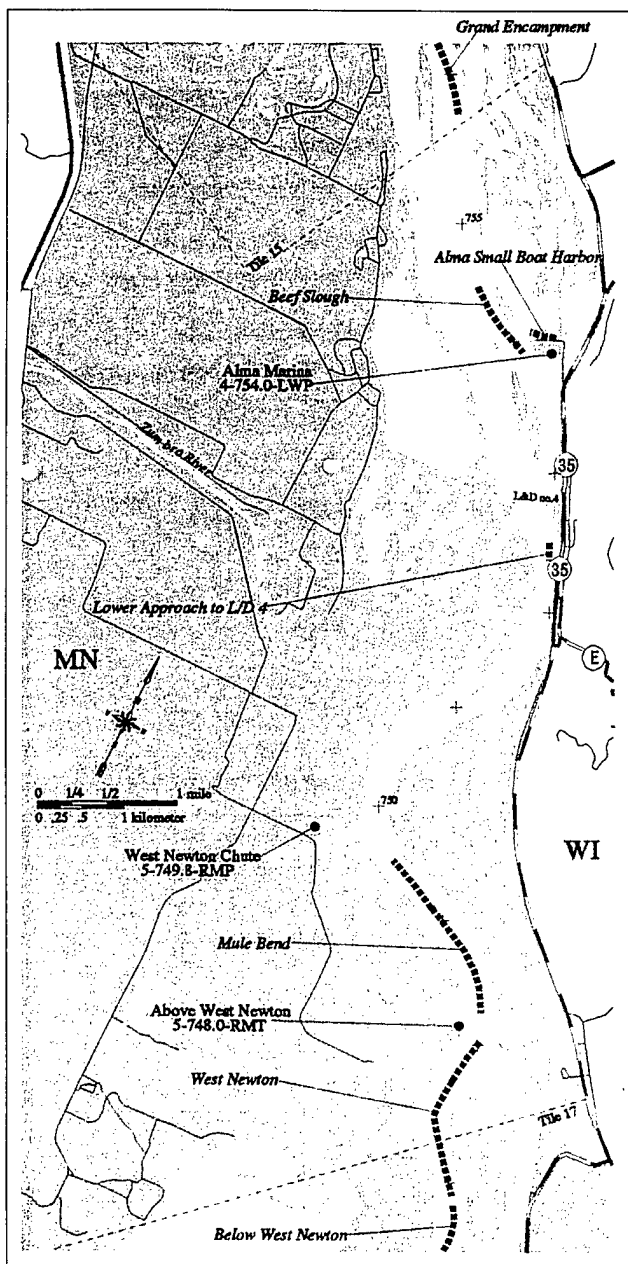 Grand Encampment
755
Tile 15
Alma Small Boat Harbor
Beef Slough
Alma Marina
4-754.0-LWP
Zumbro River
35
L&D no.4
35
Lower Approach to L/D 4
E
MN
0 1/4 1/2 1 mile
0 .25 .5 1 kilometer
750
West Newton Chute
5-749.8-RMP
WI
Mule Bend
Above West Newton
5-748.0-RMT
West Newton
Tile 17
Below West Newton